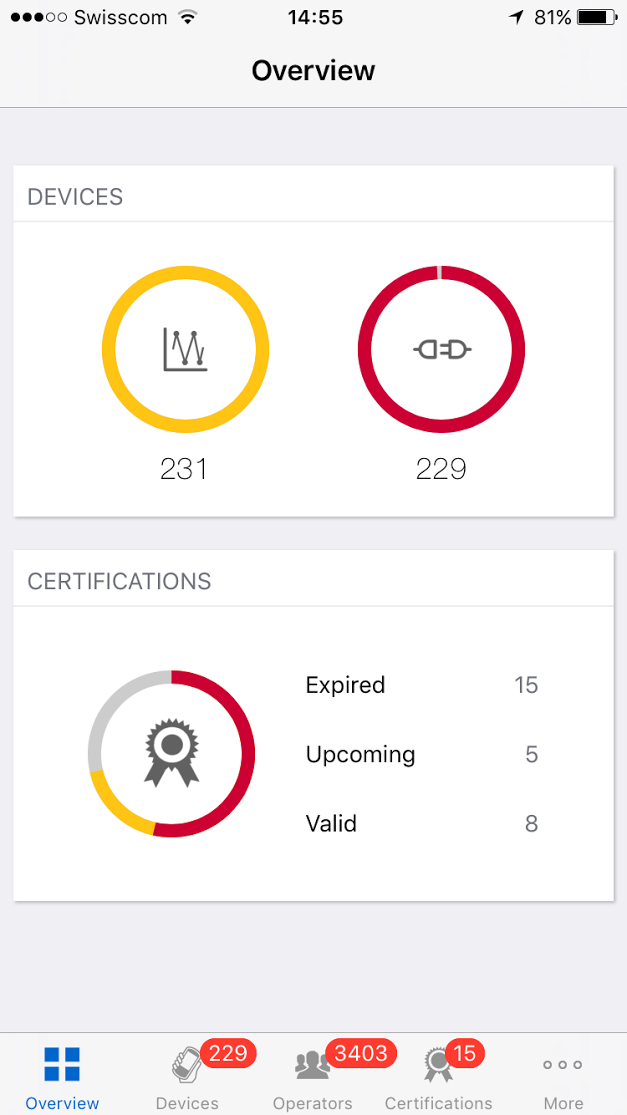 Swisscom 14:55 81%
Overview
DEVICES
231 229
CERTIFICATIONS
Expired 15
Upcoming 5
Valid 8
229 3403 15
Overview Devices Operators Certifications More